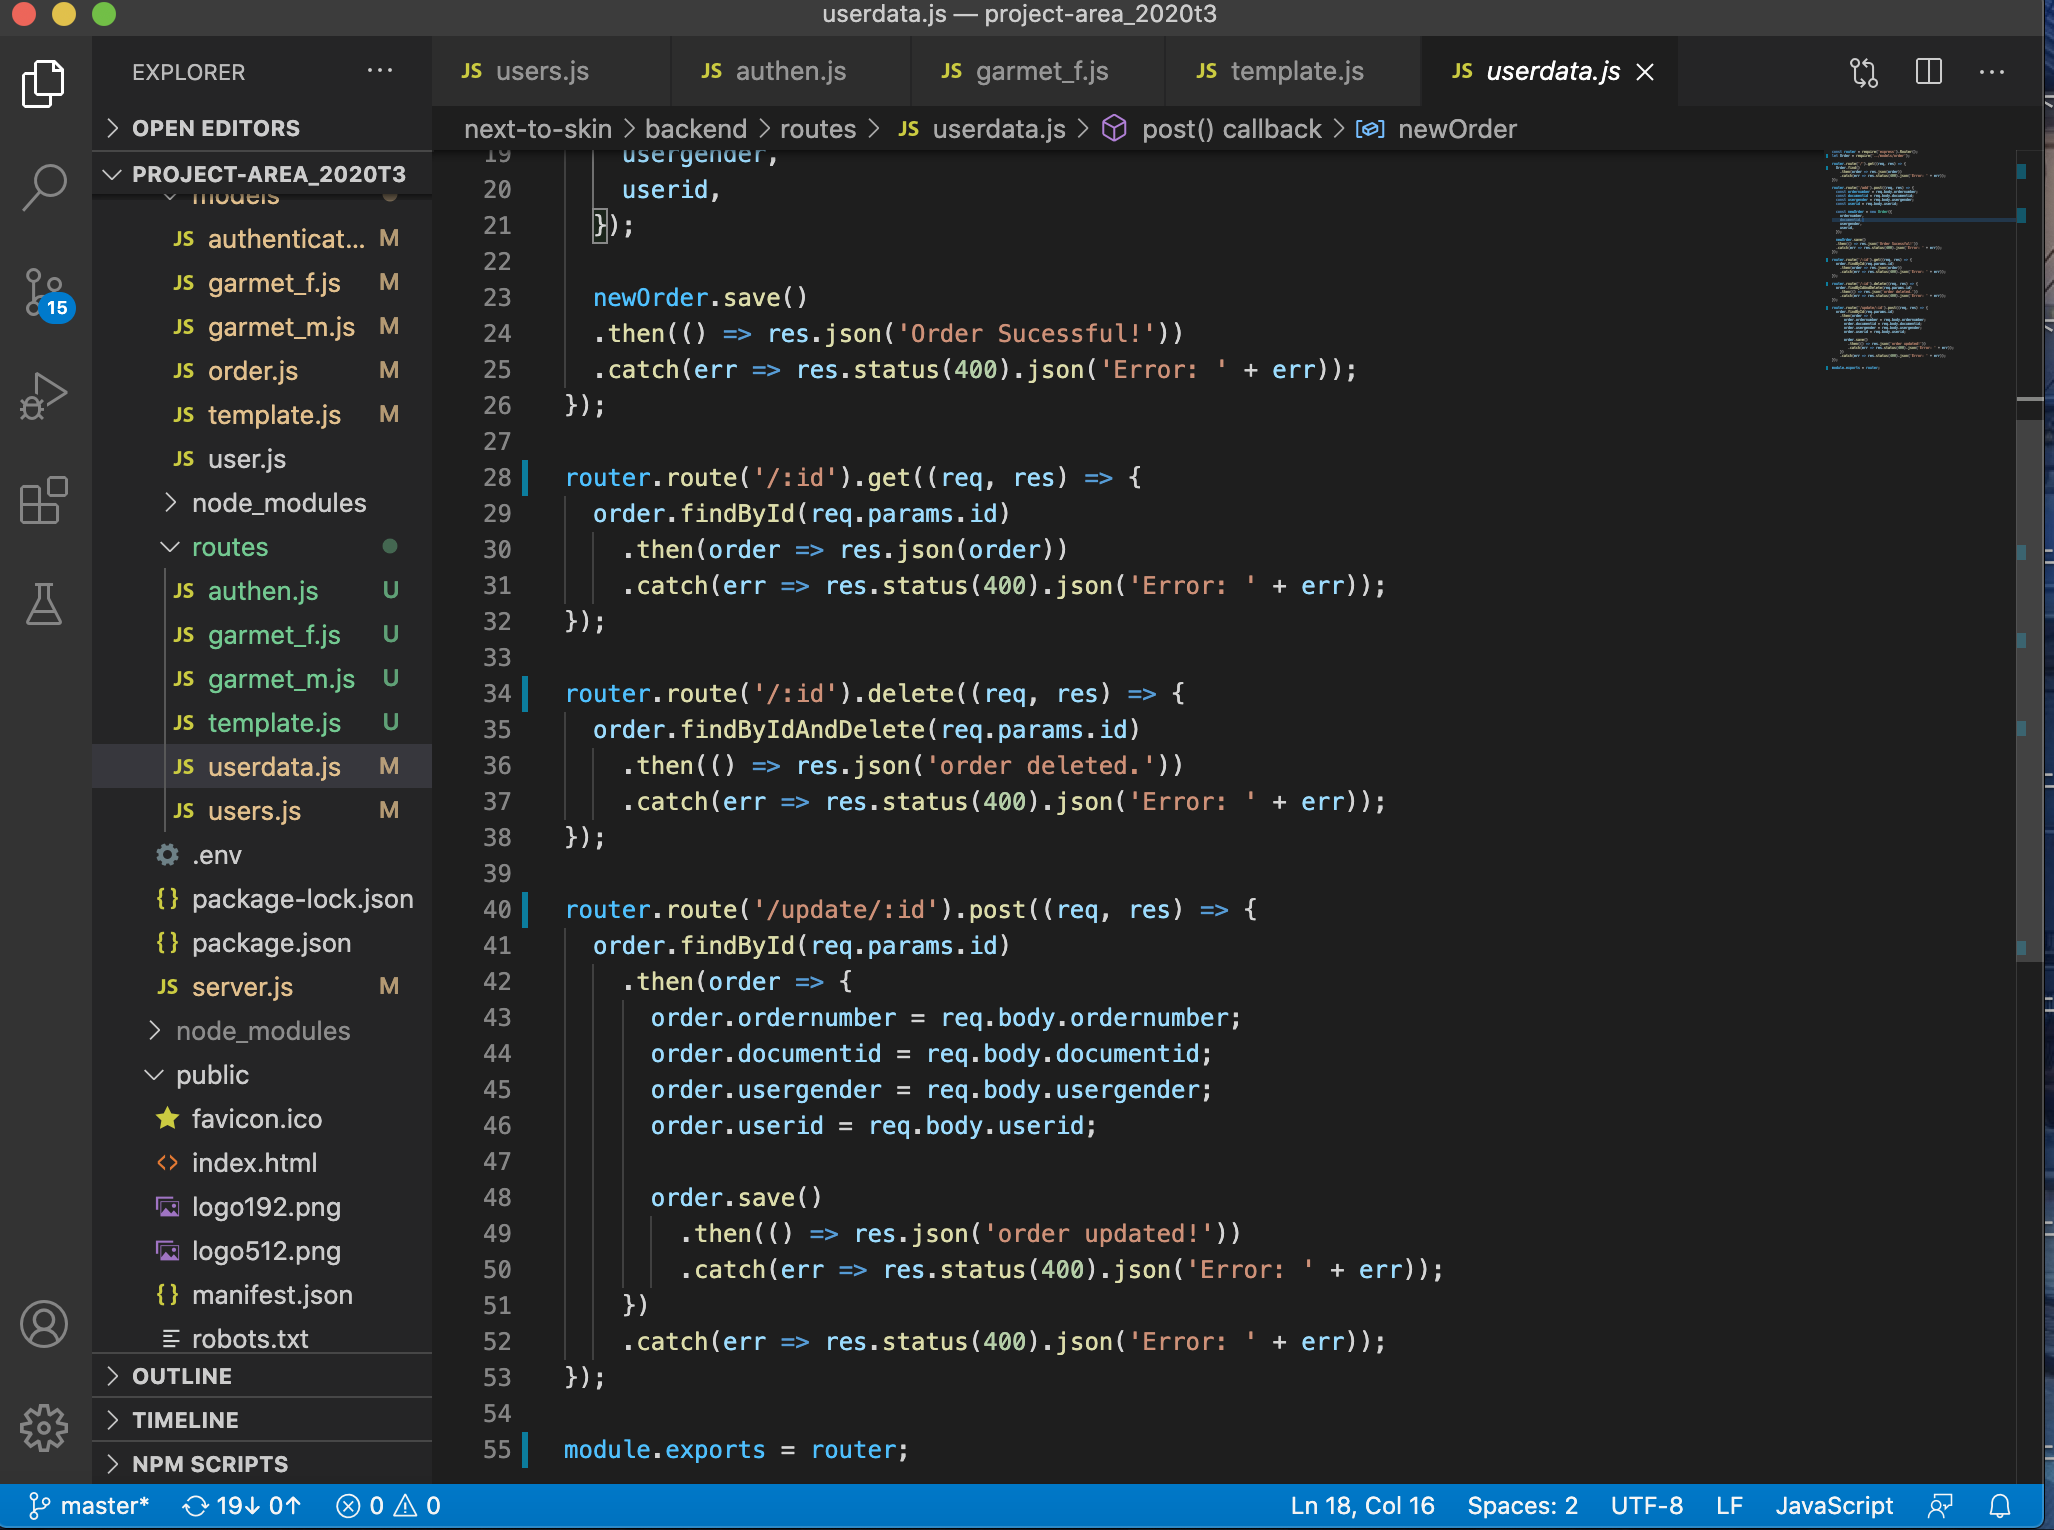 userdata.js — project-area_2020t3
EXPLORER
OPEN EDITORS
PROJECT-AREA_2020T3
models
JS authenticat... M
JS garmet_f.js M
JS garmet_m.js M
JS order.js M
JS template.js M
JS user.js
node_modules
routes
JS authen.js U
JS garmet_f.js U
JS garmet_m.js U
JS template.js U
JS userdata.js M
JS users.js M
.env
{} package-lock.json
{} package.json
JS server.js M
node_modules
public
favicon.ico
<> index.html
logo192.png
logo512.png
{} manifest.json
robots.txt
OUTLINE
TIMELINE
NPM SCRIPTS
15
JS users.js JS authen.js JS garmet_f.js JS template.js JS userdata.js
next-to-skin > backend > routes > JS userdata.js > post() callback > newOrder
19 usergender,
20 userid,
21 });
22
23 newOrder.save()
24 .then(() => res.json('Order Sucessful!'))
25 .catch(err => res.status(400).json('Error: ' + err));
26 });
27
28 router.route('/:id').get((req, res) => {
29 order.findById(req.params.id)
30 .then(order => res.json(order))
31 .catch(err => res.status(400).json('Error: ' + err));
32 });
33
34 router.route('/:id').delete((req, res) => {
35 order.findByIdAndDelete(req.params.id)
36 .then(() => res.json('order deleted.'))
37 .catch(err => res.status(400).json('Error: ' + err));
38 });
39
40 router.route('/update/:id').post((req, res) => {
41 order.findById(req.params.id)
42 .then(order => {
43 order.ordernumber = req.body.ordernumber;
44 order.documentid = req.body.documentid;
45 order.usergender = req.body.usergender;
46 order.userid = req.body.userid;
47
48 order.save()
49 .then(() => res.json('order updated!'))
50 .catch(err => res.status(400).json('Error: ' + err));
51 })
52 .catch(err => res.status(400).json('Error: ' + err));
53 });
54
55 module.exports = router;
master* 19↓ 0↑ 0 0 Ln 18, Col 16 Spaces: 2 UTF-8 LF JavaScript